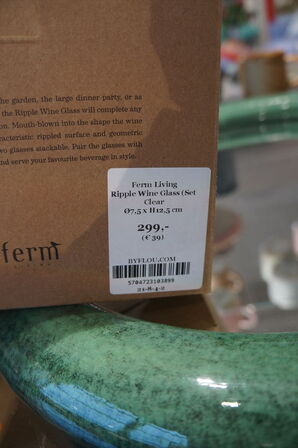 he garden, the large dinner party, or as
the Ripple Wine Glass will complete any
on. Mouth-blown into the shape the wine
racteristic rippled surface and geometric
wo glasses stackable. Pair the glasses with
nd serve your favourite beverage in style.
Ferm Living
Ripple Wine Glass (Set
Clear
Ø7,5 x H12,5 cm
299,-
(€ 39)
BYFLOU.COM
5704723103899
ferm